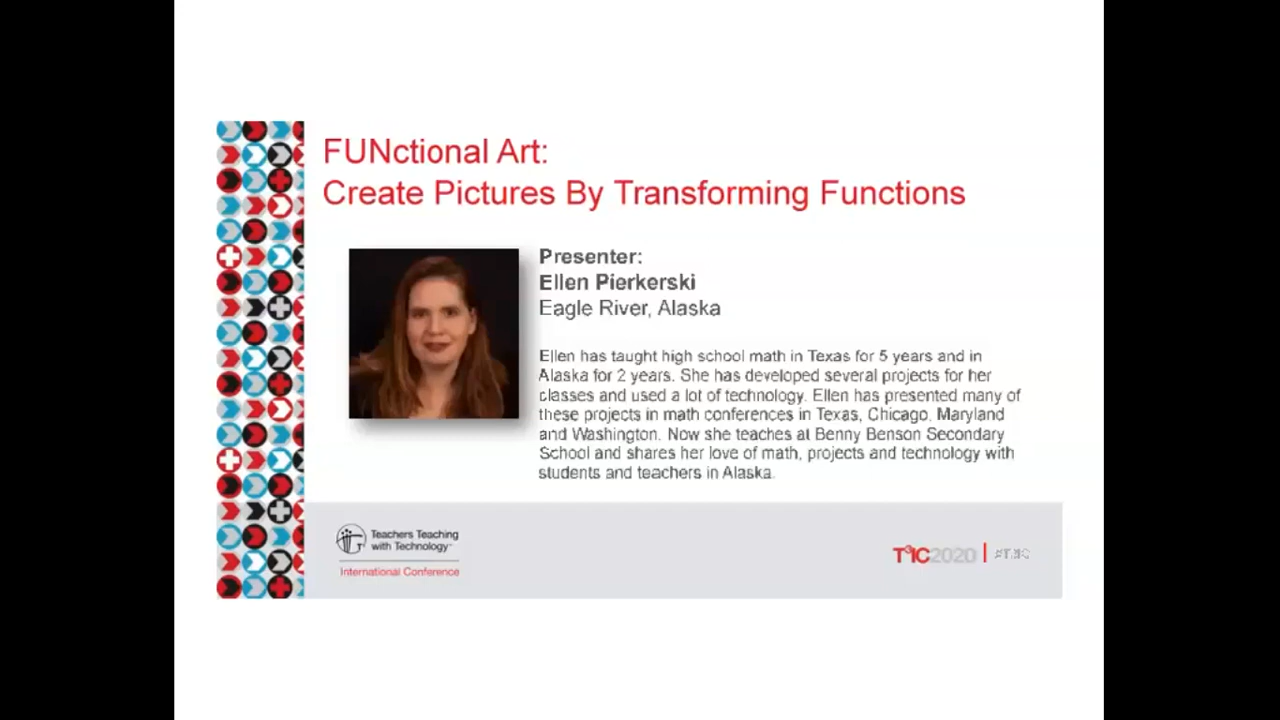 FUNctional Art:
Create Pictures By Transforming Functions
Presenter:
Ellen Pierkerski
Eagle River, Alaska
Ellen has taught high school math in Texas for 5 years and in
Alaska for 2 years. She has developed several projects for her
classes and used a lot of technology. Ellen has presented many of
these projects in math conferences in Texas, Chicago, Maryland
and Washington. Now she teaches at Benny Benson Secondary
School and shares her love of math, projects and technology with
students and teachers in Alaska.
Teachers Teaching
with Technology™
International Conference
T³IC2020